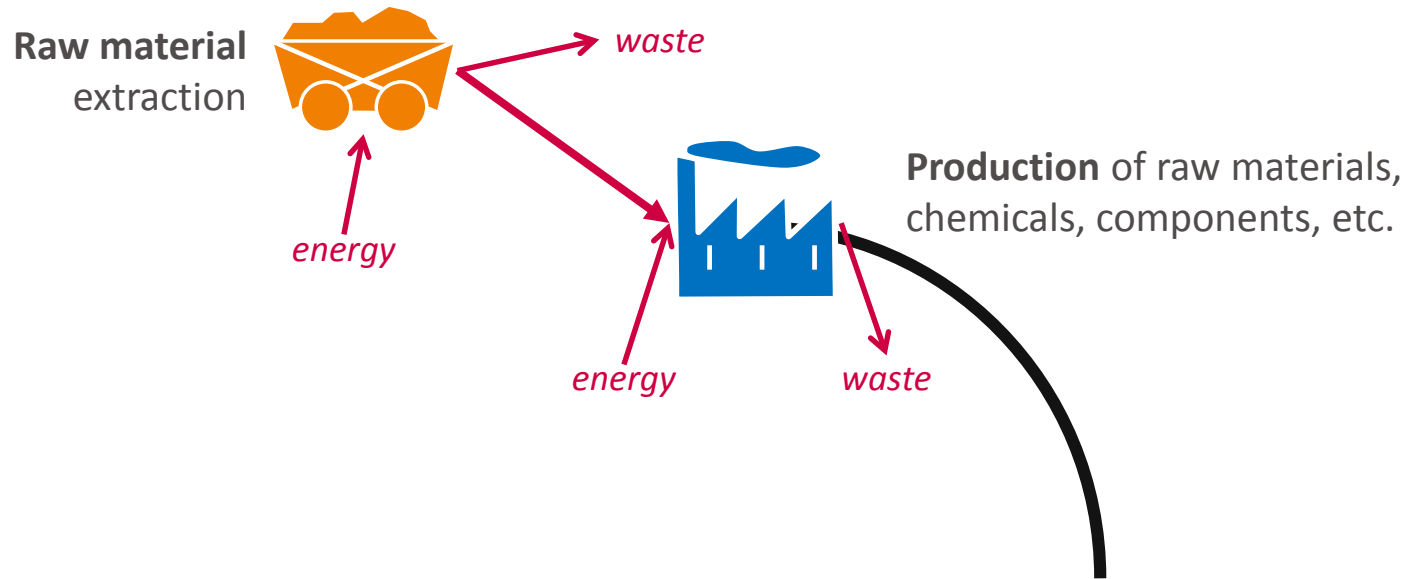 Raw material
extraction
waste
energy
Production of raw materials,
chemicals, components, etc.
energy
waste